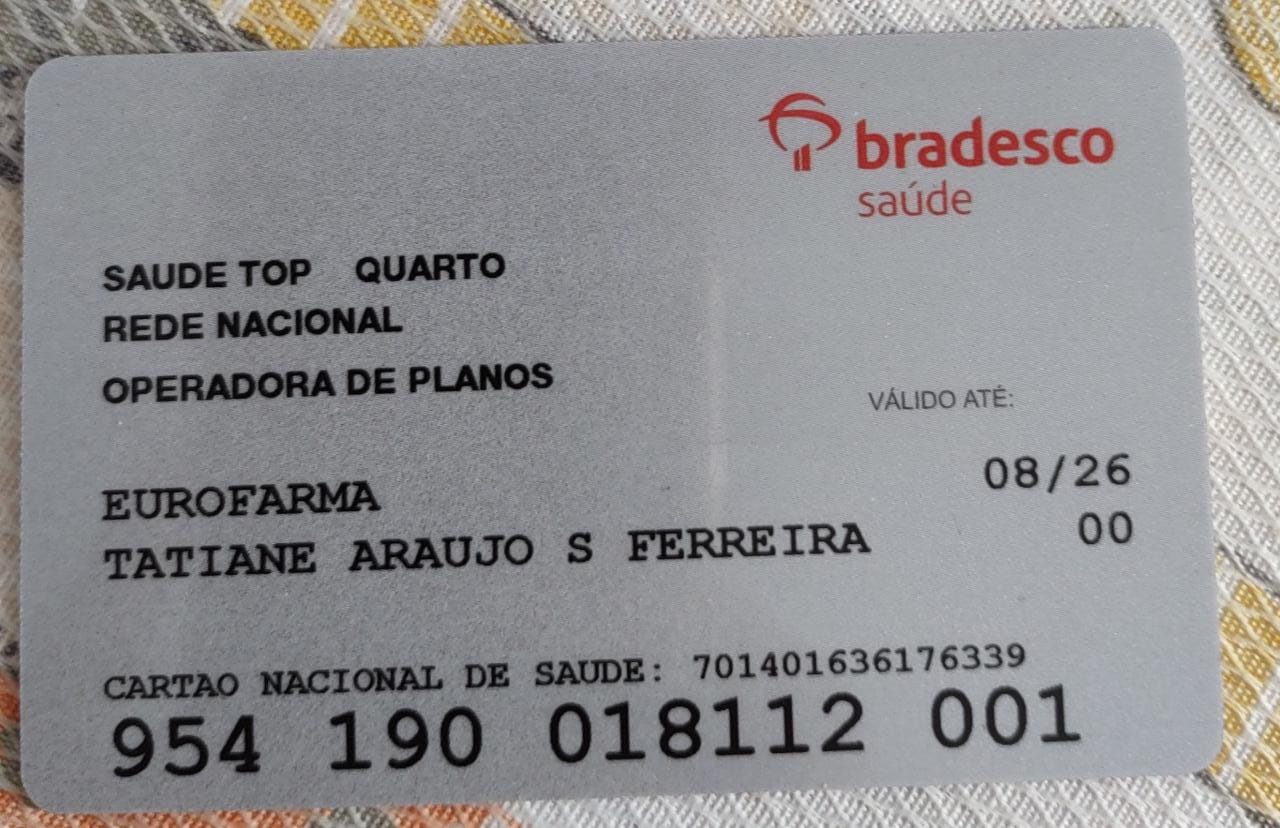 bradesco
saúde
SAUDE TOP QUARTO
REDE NACIONAL
OPERADORA DE PLANOS
VÁLIDO ATÉ:
08/26
EUROFARMA
00
TATIANE ARAUJO S FERREIRA
CARTAO NACIONAL DE SAUDE: 701401636176339
954 190 018112 001